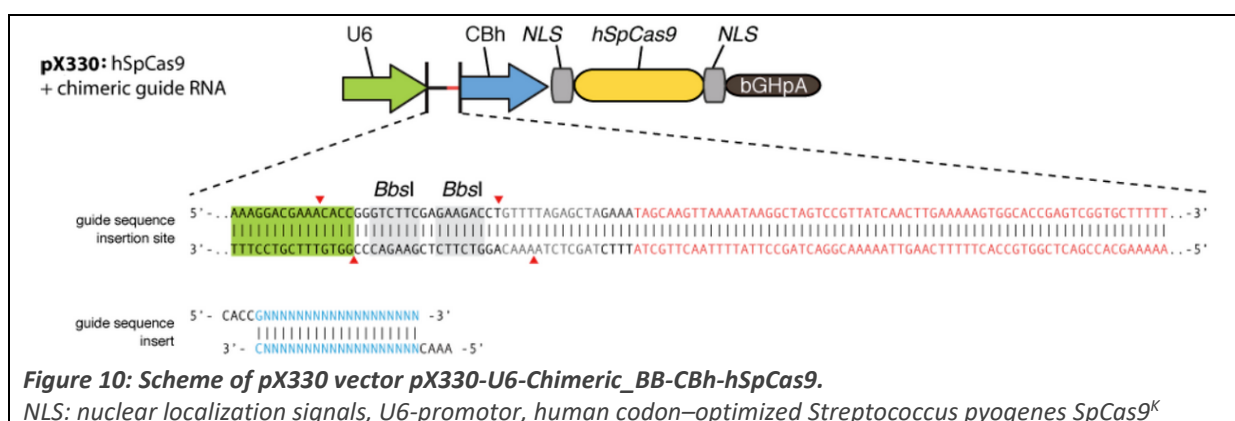 U6 CBh NLS hSpCas9 NLS
pX330: hSpCas9
+ chimeric guide RNA
bGHpA
BbsI BbsI
guide sequence
insertion site
5'-..AAAGGACGAAACACCGGGTCTTCGAGAAGACCTGTTTTAGAGCTAGAAATAGCAAGTTAAAATAAGGCTAGTCCGTTATCAACTTGAAAAAGTGGCACCGAGTCGGTGCTTTTT..-3'
3'-..TTTCCTGCTTTGTGGCCCAGAAGCTCTTCTGGACAAAATCTCGATCTTTATCGTTCAATTTTATTCCGATCAGGCAAAAATTGAACTTTTTCACCGTGGCTCAGCCACGAAAAA..-5'
guide sequence
insert
5'- CACCGNNNNNNNNNNNNNNNNNNN -3'
3'- CNNNNNNNNNNNNNNNNNNNCAAA -5'
Figure 10: Scheme of pX330 vector pX330-U6-Chimeric_BB-CBh-hSpCas9.
NLS: nuclear localization signals, U6-promotor, human codon–optimized Streptococcus pyogenes SpCas9K